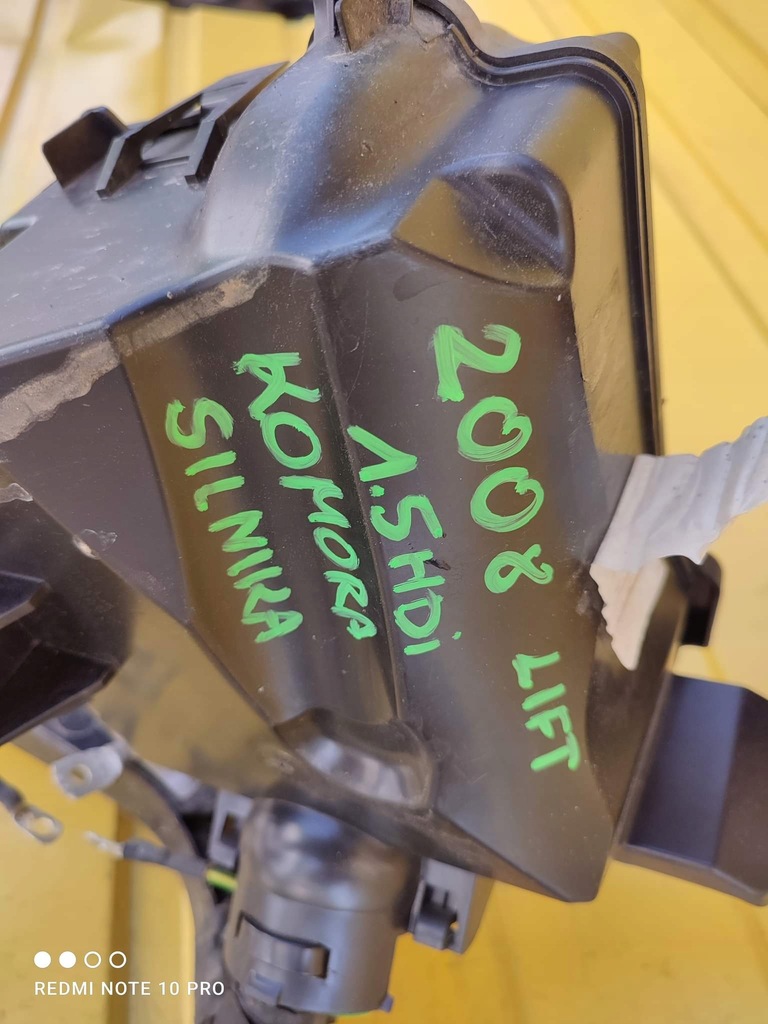 2008 LIFT
1.5HDi
KOMORA
SILNIKA
REDMI NOTE 10 PRO